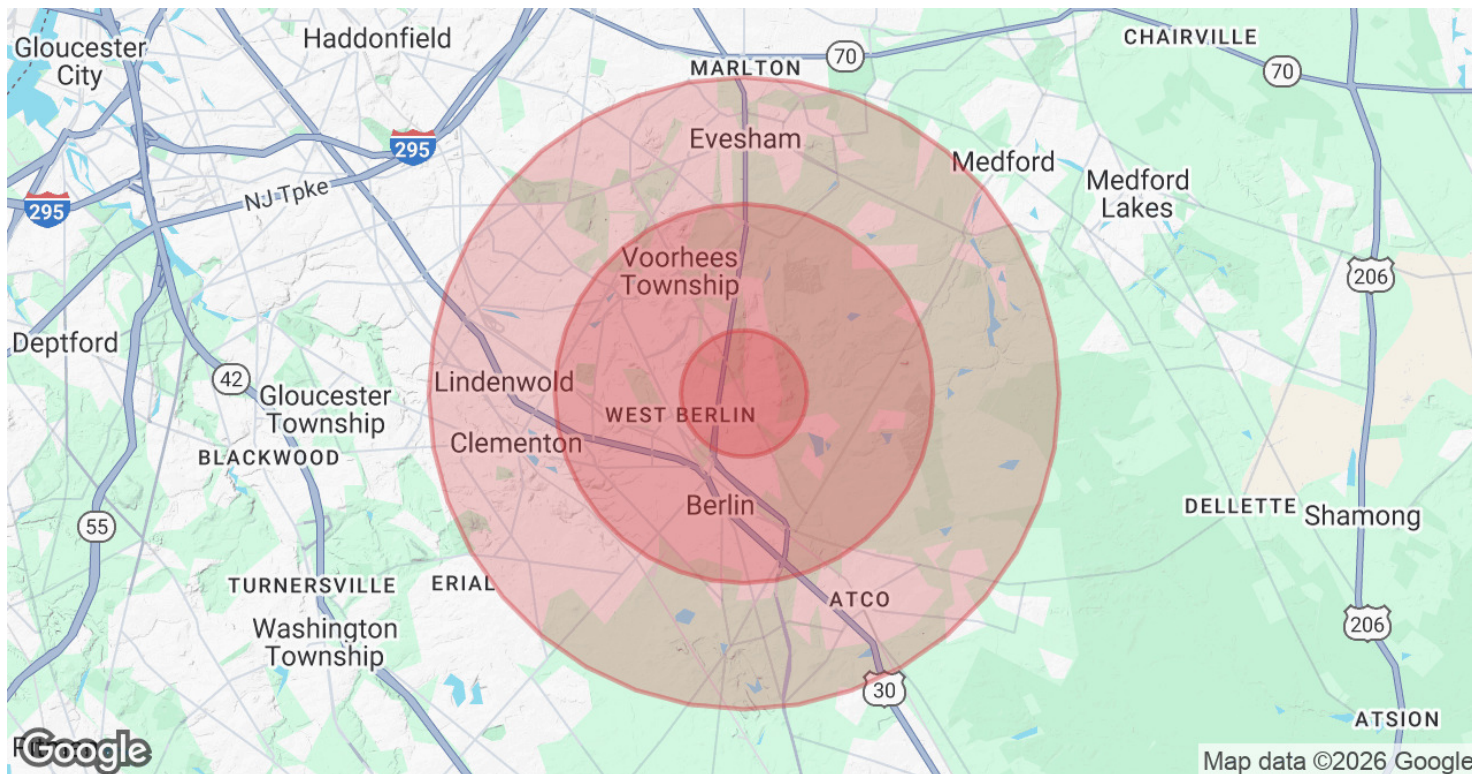 Gloucester
City
Haddonfield
CHAIRVILLE
70
70
MARLTON
295
Evesham
Medford
Medford
Lakes
NJ Tpke
295
Voorhees
Township
206
Deptford
42
Lindenwold
Gloucester
Township
WEST BERLIN
Clementon
BLACKWOOD
Berlin
DELLETTE
Shamong
55
TURNERSVILLE
ERIAL
ATCO
206
Washington
Township
30
ATSION
Google
Map data ©2026 Google